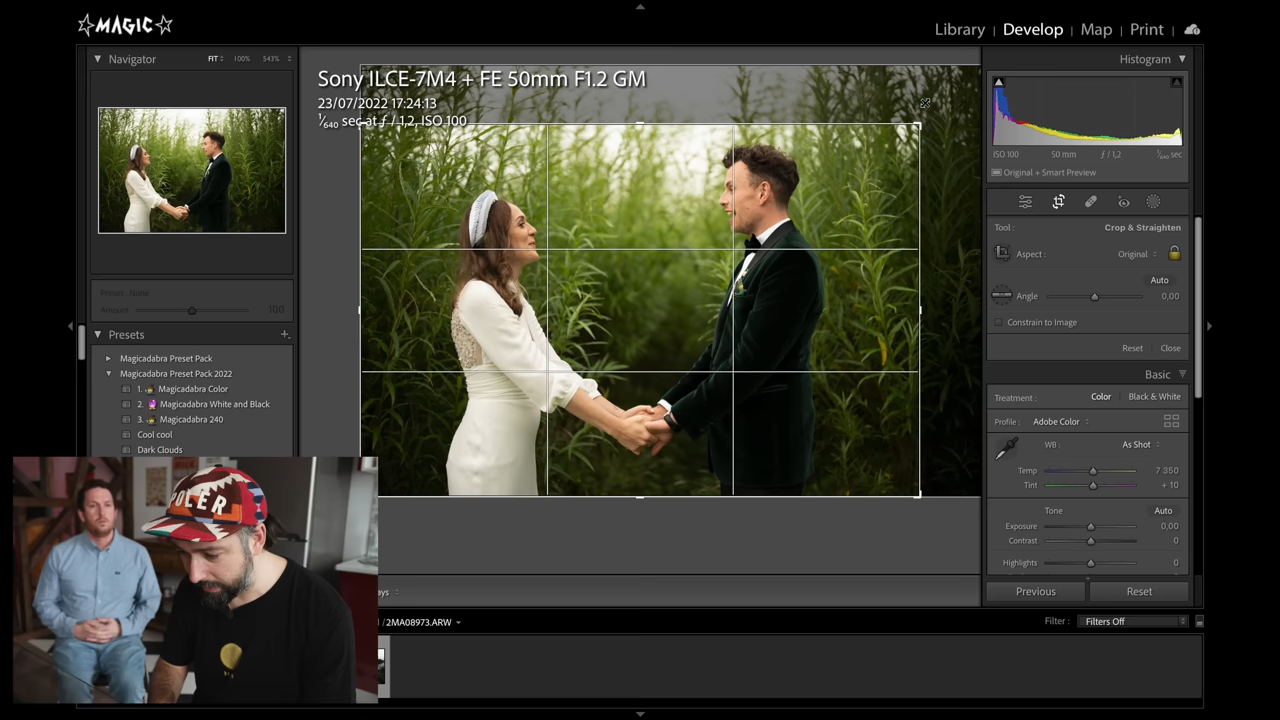 ☆MAGIC☆
Library | Develop | Map | Print |
Navigator FIT 100% 543%
Sony ILCE-7M4 + FE 50mm F1.2 GM
23/07/2022 17:24:13
1/640 sec at ƒ / 1,2, ISO 100
Preset: None
Amount 100
Presets +
Magicadabra Preset Pack
Magicadabra Preset Pack 2022
1. Magicadabra Color
2. Magicadabra White and Black
3. Magicadabra 240
Cool cool
Dark Clouds
POLER
/ 2MA08973.ARW
Histogram
ISO 100 50 mm ƒ / 1,2 1/640 sec
Original + Smart Preview
Tool : Crop & Straighten
Aspect : Original
Auto
Angle 0,00
Constrain to Image
Reset Close
Basic
Treatment : Color Black & White
Profile : Adobe Color
WB : As Shot
Temp 7 350
Tint + 10
Tone Auto
Exposure 0,00
Contrast 0
Highlights 0
Previous Reset
Filter : Filters Off